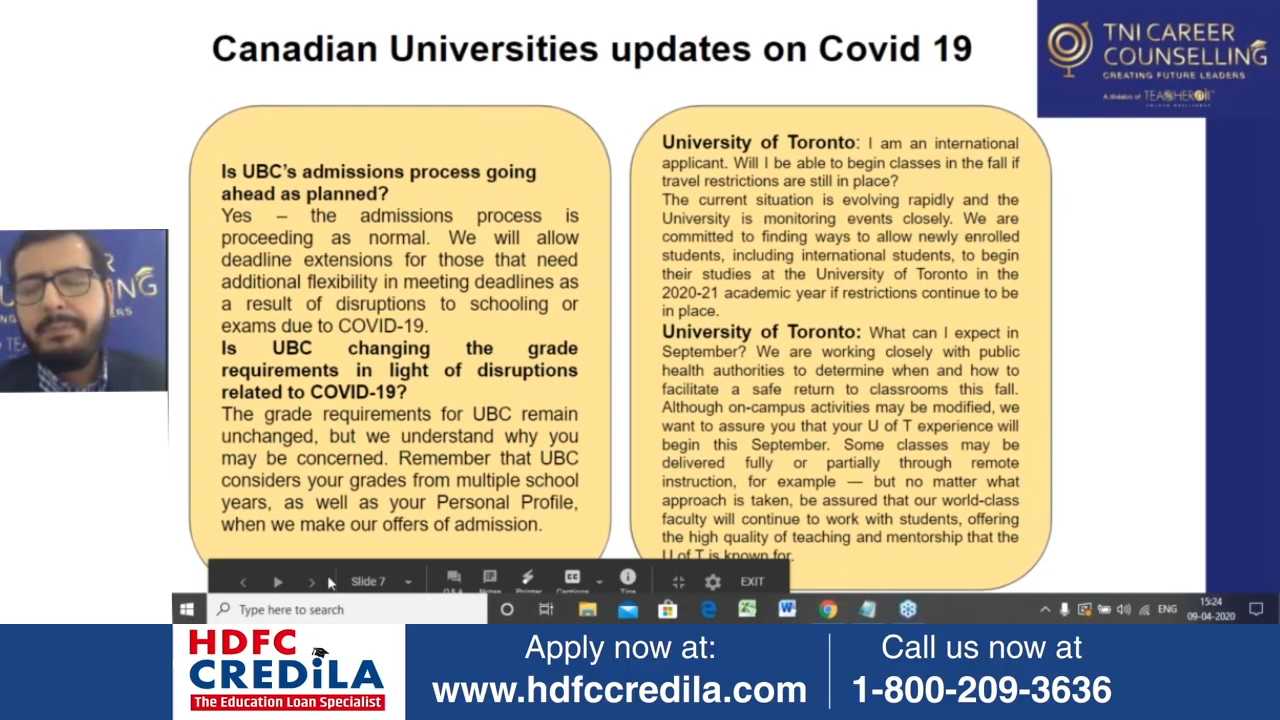 Canadian Universities updates on Covid 19
TNI CAREER
COUNSELLING
CREATING FUTURE LEADERS
A division of
Is UBC's admissions process going
ahead as planned?
Yes – the admissions process is
proceeding as normal. We will allow
deadline extensions for those that need
additional flexibility in meeting deadlines as
a result of disruptions to schooling or
exams due to COVID-19.
Is UBC changing the grade
requirements in light of disruptions
related to COVID-19?
The grade requirements for UBC remain
unchanged, but we understand why you
may be concerned. Remember that UBC
considers your grades from multiple school
years, as well as your Personal Profile,
when we make our offers of admission.
University of Toronto: I am an international
applicant. Will I be able to begin classes in the fall if
travel restrictions are still in place?
The current situation is evolving rapidly and the
University is monitoring events closely. We are
committed to finding ways to allow newly enrolled
students, including international students, to begin
their studies at the University of Toronto in the
2020-21 academic year if restrictions continue to be
in place.
University of Toronto: What can I expect in
September? We are working closely with public
health authorities to determine when and how to
facilitate a safe return to classrooms this fall.
Although on-campus activities may be modified, we
want to assure you that your U of T experience will
begin this September. Some classes may be
delivered fully or partially through remote
instruction, for example — but no matter what
approach is taken, be assured that our world-class
faculty will continue to work with students, offering
the high quality of teaching and mentorship that the
U of T is known for.
Slide 7
EXIT
Type here to search
ENG
15:24
09-04-2020
HDFC
CREDiLA
The Education Loan Specialist
Apply now at:
www.hdfccredila.com
Call us now at
1-800-209-3636